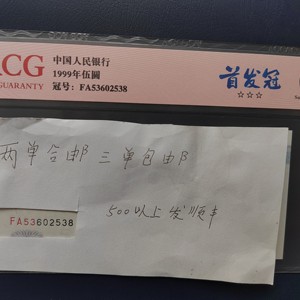 ACG
GUARANTY
中国人民银行
1999年伍圆
冠号: FA53602538
首发冠
☆☆☆
两单合邮 三单包邮
FA53602538
500以上发顺丰